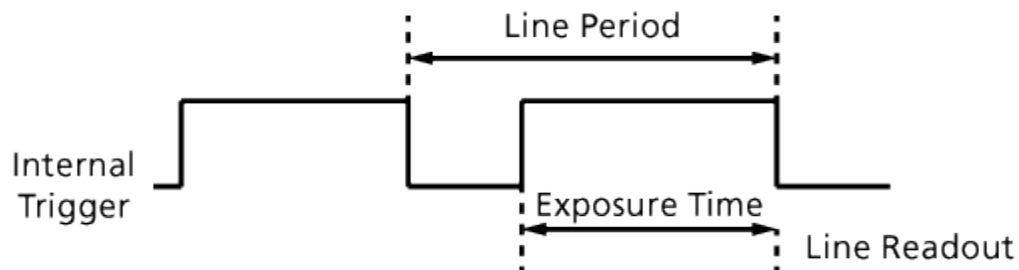 Line Period
Internal
Trigger
Exposure Time
Line Readout